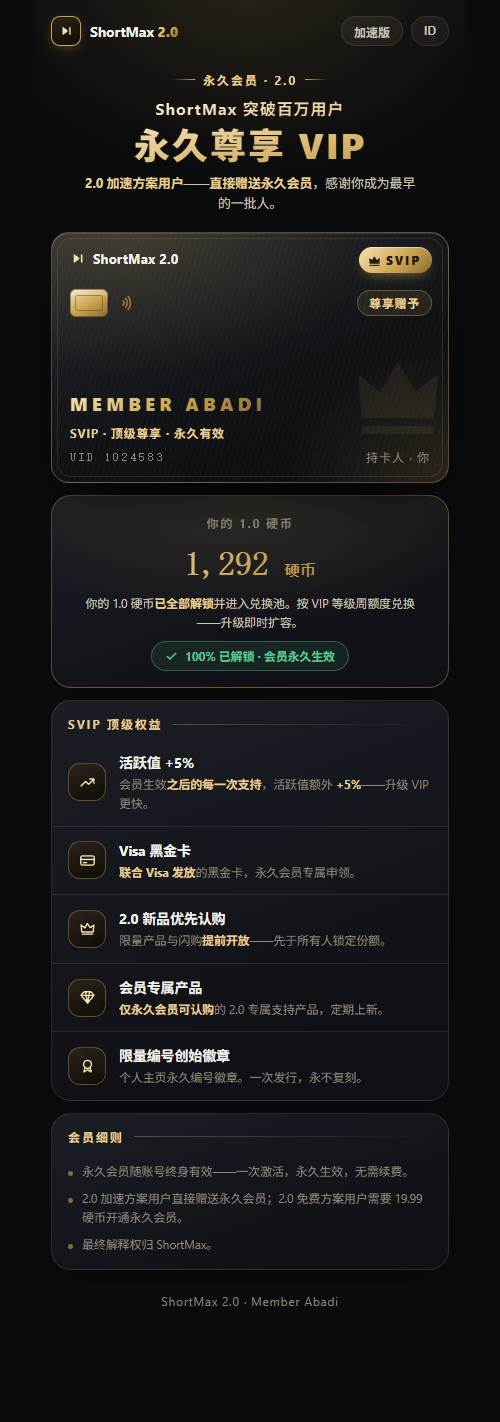 ShortMax 2.0
加速版
ID
永久会员 · 2.0
ShortMax 突破百万用户
永久尊享 VIP
2.0 加速方案用户——直接赠送永久会员，感谢你成为最早
的一批人。
ShortMax 2.0
SVIP
尊享赠予
MEMBER ABADI
SVIP · 顶级尊享 · 永久有效
UID 1024583
持卡人 · 你
你的 1.0 硬币
1,292 硬币
你的 1.0 硬币已全部解锁并进入兑换池。按 VIP 等级周额度兑换
——升级即时扩容。
100% 已解锁 · 会员永久生效
SVIP 顶级权益
活跃值 +5%
会员生效之后的每一次支持，活跃值额外 +5%——升级 VIP
更快。
Visa 黑金卡
联合 Visa 发放的黑金卡，永久会员专属申领。
2.0 新品优先认购
限量产品与闪购提前开放——先于所有人锁定份额。
会员专属产品
仅永久会员可认购的 2.0 专属支持产品，定期上新。
限量编号创始徽章
个人主页永久编号徽章。一次发行，永不复刻。
会员细则
永久会员随账号终身有效——一次激活，永久生效，无需续费。
2.0 加速方案用户直接赠送永久会员；2.0 免费方案用户需要 19.99
硬币开通永久会员。
最终解释权归 ShortMax。
ShortMax 2.0 · Member Abadi